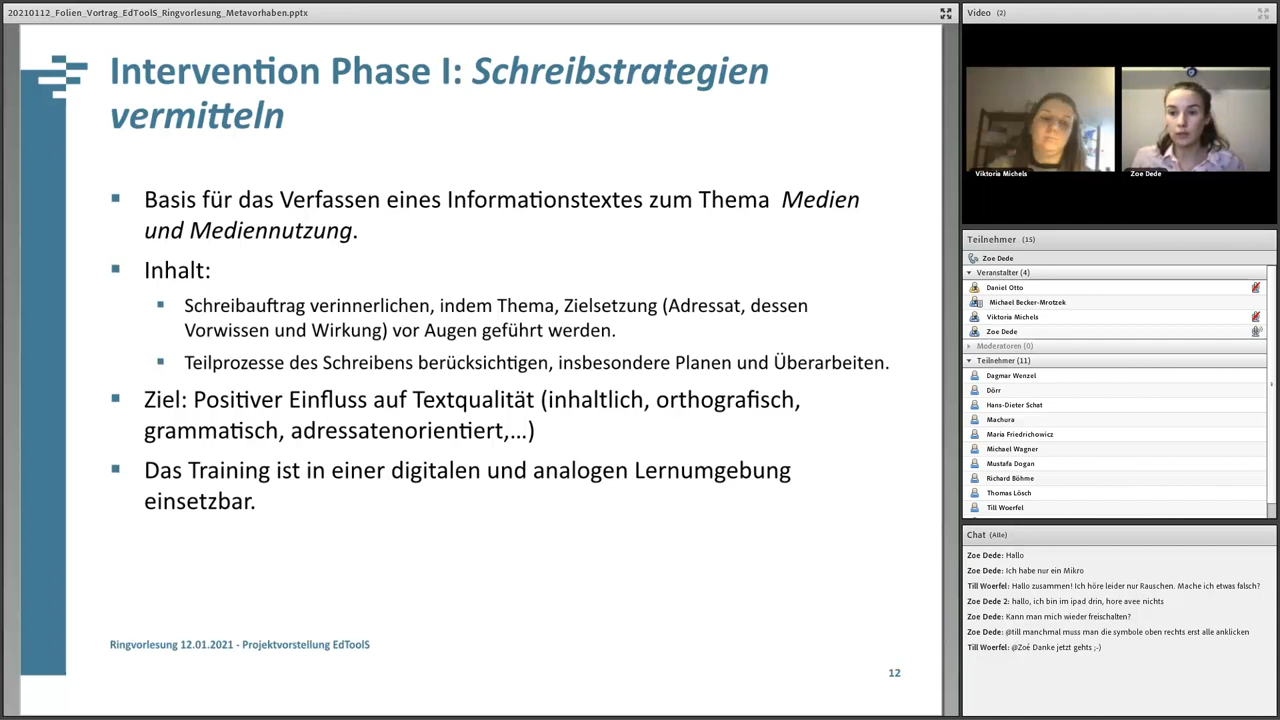 20210112_Folien_Vortrag_EdToolS_Ringvorlesung_Metavorhaben.pptx
Intervention Phase I: Schreibstrategien
vermitteln
Basis für das Verfassen eines Informationstextes zum Thema Medien
und Mediennutzung.
Inhalt:
Schreibauftrag verinnerlichen, indem Thema, Zielsetzung (Adressat, dessen
Vorwissen und Wirkung) vor Augen geführt werden.
Teilprozesse des Schreibens berücksichtigen, insbesondere Planen und Überarbeiten.
Ziel: Positiver Einfluss auf Textqualität (inhaltlich, orthografisch,
grammatisch, adressatenorientiert,...)
Das Training ist in einer digitalen und analogen Lernumgebung
einsetzbar.
Ringvorlesung 12.01.2021 - Projektvorstellung EdToolS
12
Video (2)
Viktoria Michels
Zoe Dede
Teilnehmer (15)
Zoe Dede
Veranstalter (4)
Daniel Otto
Michael Becker-Mrotzek
Viktoria Michels
Zoe Dede
Moderatoren (0)
Teilnehmer (11)
Dagmar Wenzel
Dörr
Hans-Dieter Schat
Machura
Maria Friedrichowicz
Michael Wagner
Mustafa Dogan
Richard Böhme
Thomas Lösch
Till Woerfel
Chat (Alle)
Zoe Dede: Hallo
Zoe Dede: Ich habe nur ein Mikro
Till Woerfel: Hallo zusammen! Ich höre leider nur Rauschen. Mache ich etwas falsch?
Zoe Dede 2: hallo, ich bin im ipad drin, hore avee nichts
Zoe Dede: Kann man mich wieder freischalten?
Zoe Dede: @till manchmal muss man die symbole oben rechts erst alle anklicken
Till Woerfel: @Zoè Danke jetzt gehts ;-)